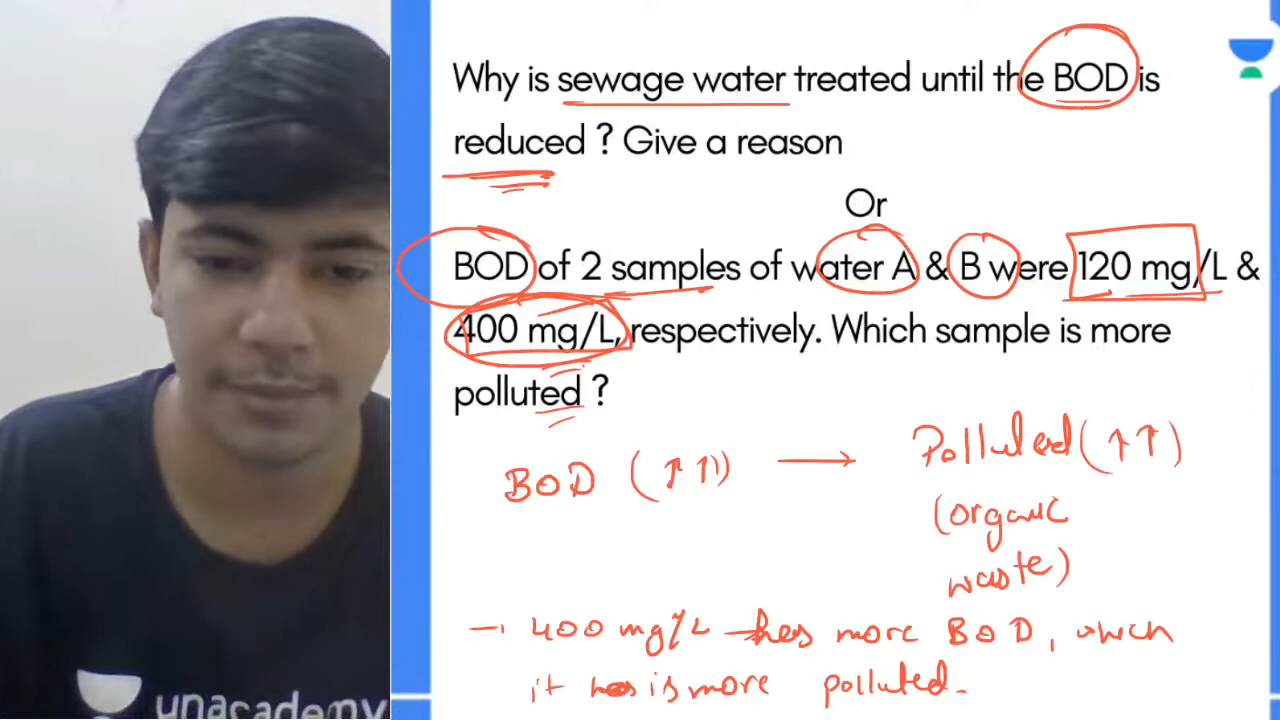 Why is sewage water treated until the BOD is
reduced ? Give a reason
Or
BOD of 2 samples of water A & B were 120 mg/L &
400 mg/L, respectively. Which sample is more
polluted ?
BOD (↑↑) → Polluted (↑↑)
(organic
waste)
→ 400 mg/L has more BOD, which
it is more polluted.
unacademy